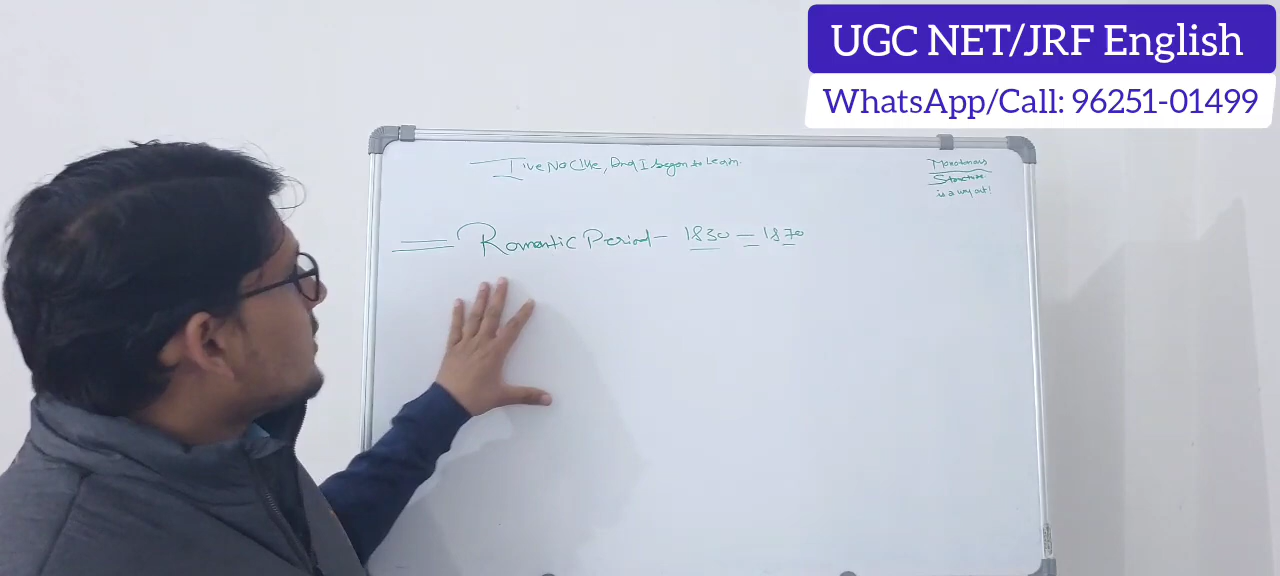 UGC NET/JRF English
WhatsApp/Call: 96251-01499
I've No Clue, And I began to Learn.
Monotonous
Structure
is a way out!
Romantic Period - 1830 - 1870